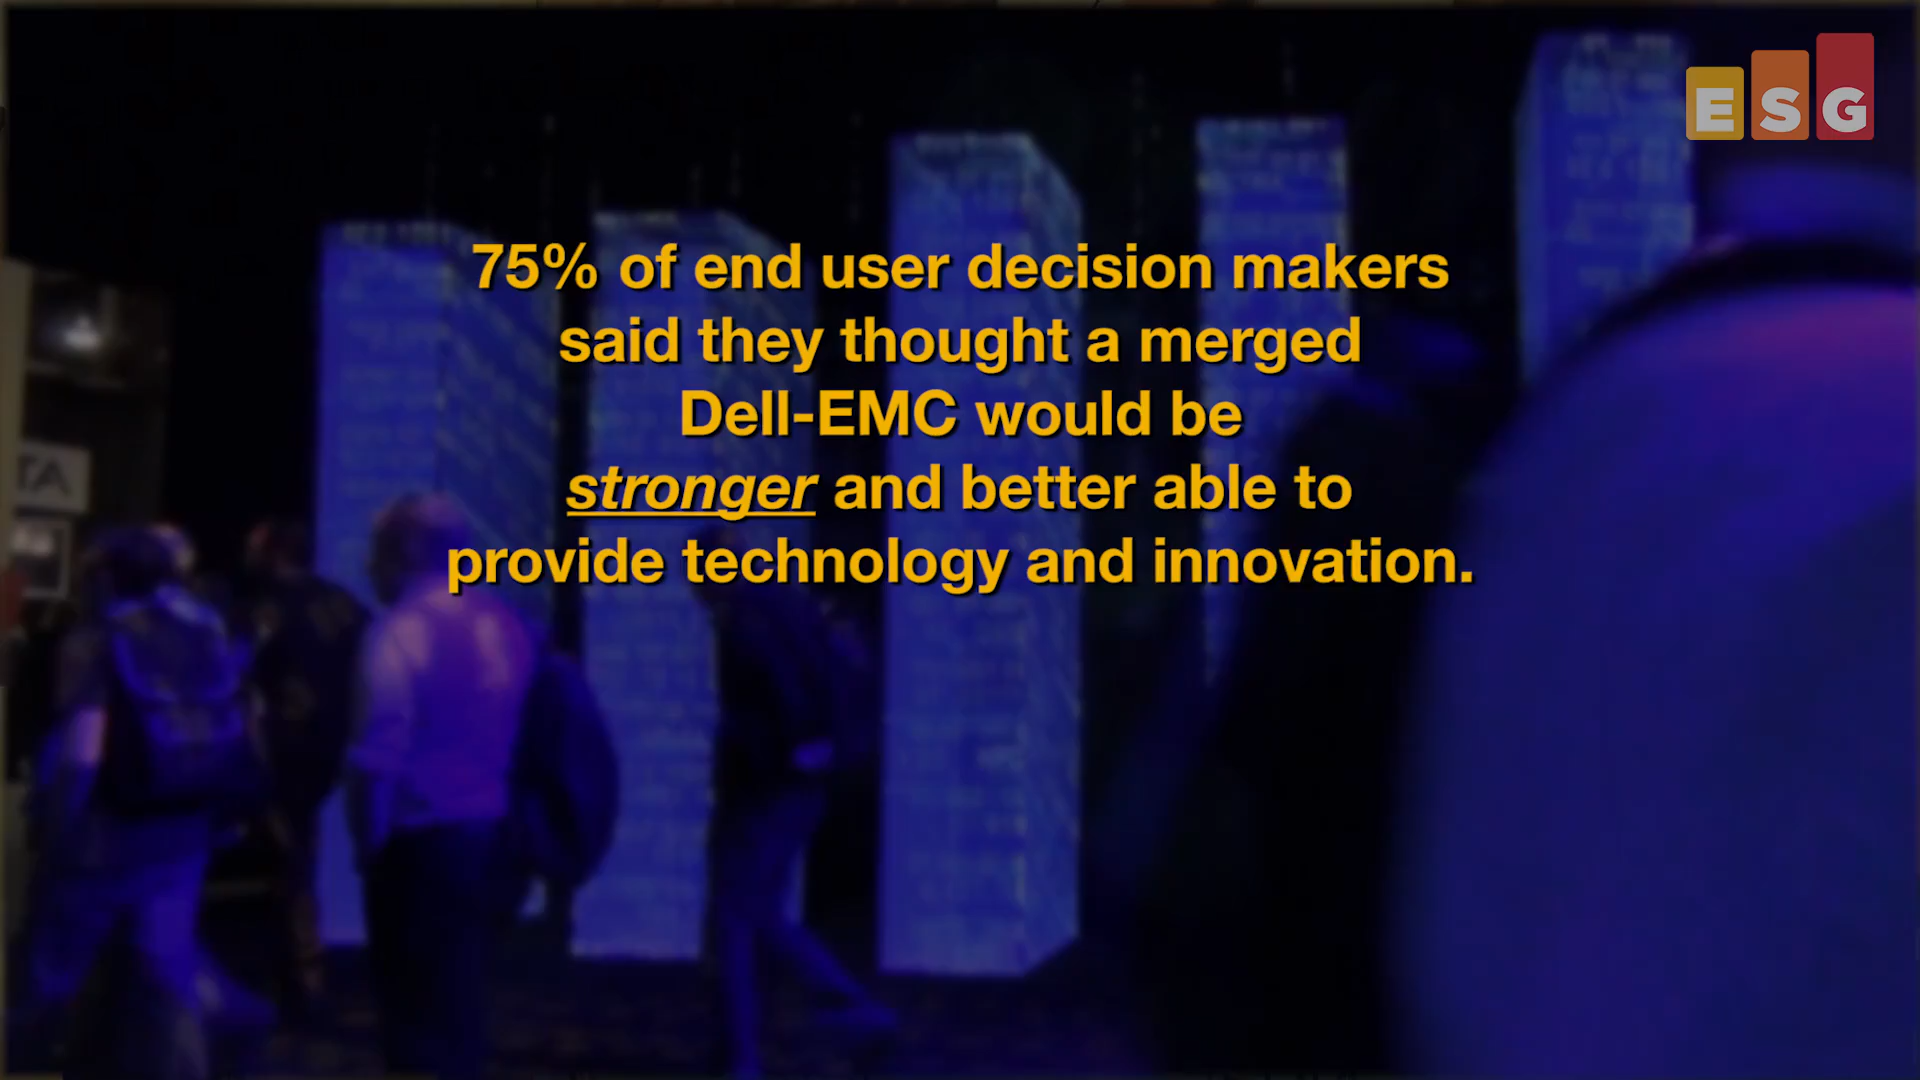 ESG
75% of end user decision makers
said they thought a merged
Dell-EMC would be
stronger and better able to
provide technology and innovation.
TA